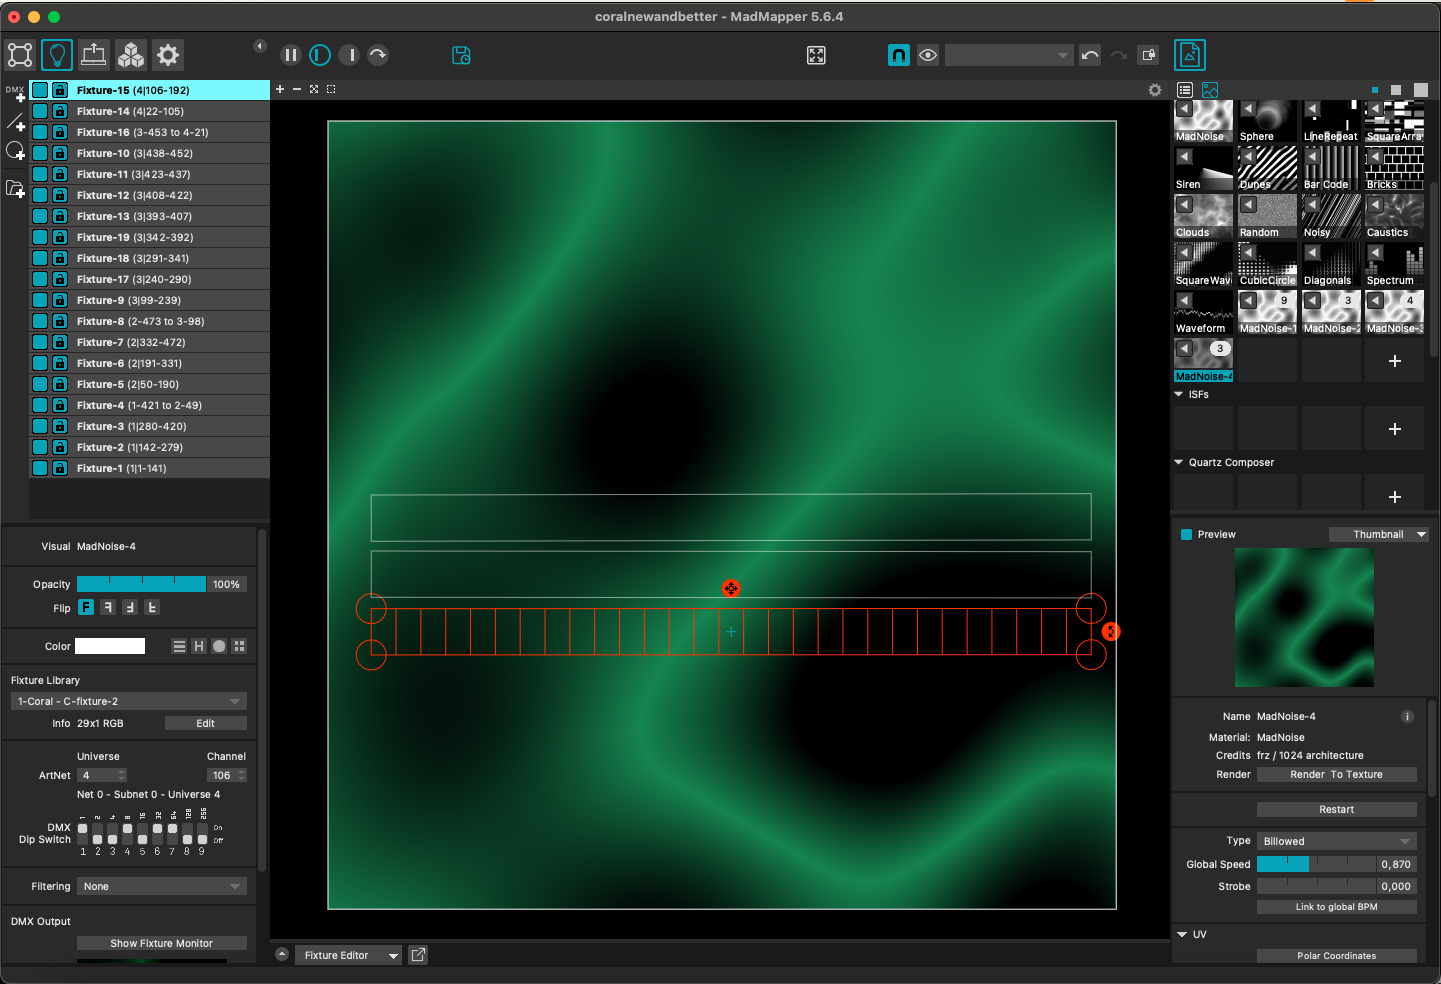 coralnewandbetter - MadMapper 5.6.4
DMX
Fixture-15 (4|106-192)
Fixture-14 (4|22-105)
Fixture-16 (3-453 to 4-21)
Fixture-10 (3|438-452)
Fixture-11 (3|423-437)
Fixture-12 (3|408-422)
Fixture-13 (3|393-407)
Fixture-19 (3|342-392)
Fixture-18 (3|291-341)
Fixture-17 (3|240-290)
Fixture-9 (3|99-239)
Fixture-8 (2-473 to 3-98)
Fixture-7 (2|332-472)
Fixture-6 (2|191-331)
Fixture-5 (2|50-190)
Fixture-4 (1-421 to 2-49)
Fixture-3 (1|280-420)
Fixture-2 (1|142-279)
Fixture-1 (1|1-141)
Visual MadNoise-4
Opacity 100%
Flip F F F F
Color H
Fixture Library
1-Coral - C-fixture-2
Info 29x1 RGB Edit
Universe Channel
ArtNet 4 106
Net 0 - Subnet 0 - Universe 4
1 2 4 8 16 32 64 128 256
DMX On
Dip Switch Off
1 2 3 4 5 6 7 8 9
Filtering None
DMX Output
Show Fixture Monitor
Fixture Editor
MadNoise Sphere LineRepeat SquareArra
Siren Dunes Bar Code Bricks
Clouds Random Noisy Caustics
SquareWav CubicCircle Diagonals Spectrum
9 3 4
Waveform MadNoise-1 MadNoise-2 MadNoise-3
3
MadNoise-4
ISFs
Quartz Composer
Preview Thumbnail
Name MadNoise-4 i
Material: MadNoise
Credits frz / 1024 architecture
Render Render To Texture
Restart
Type Billowed
Global Speed 0,870
Strobe 0,000
Link to global BPM
UV
Polar Coordinates